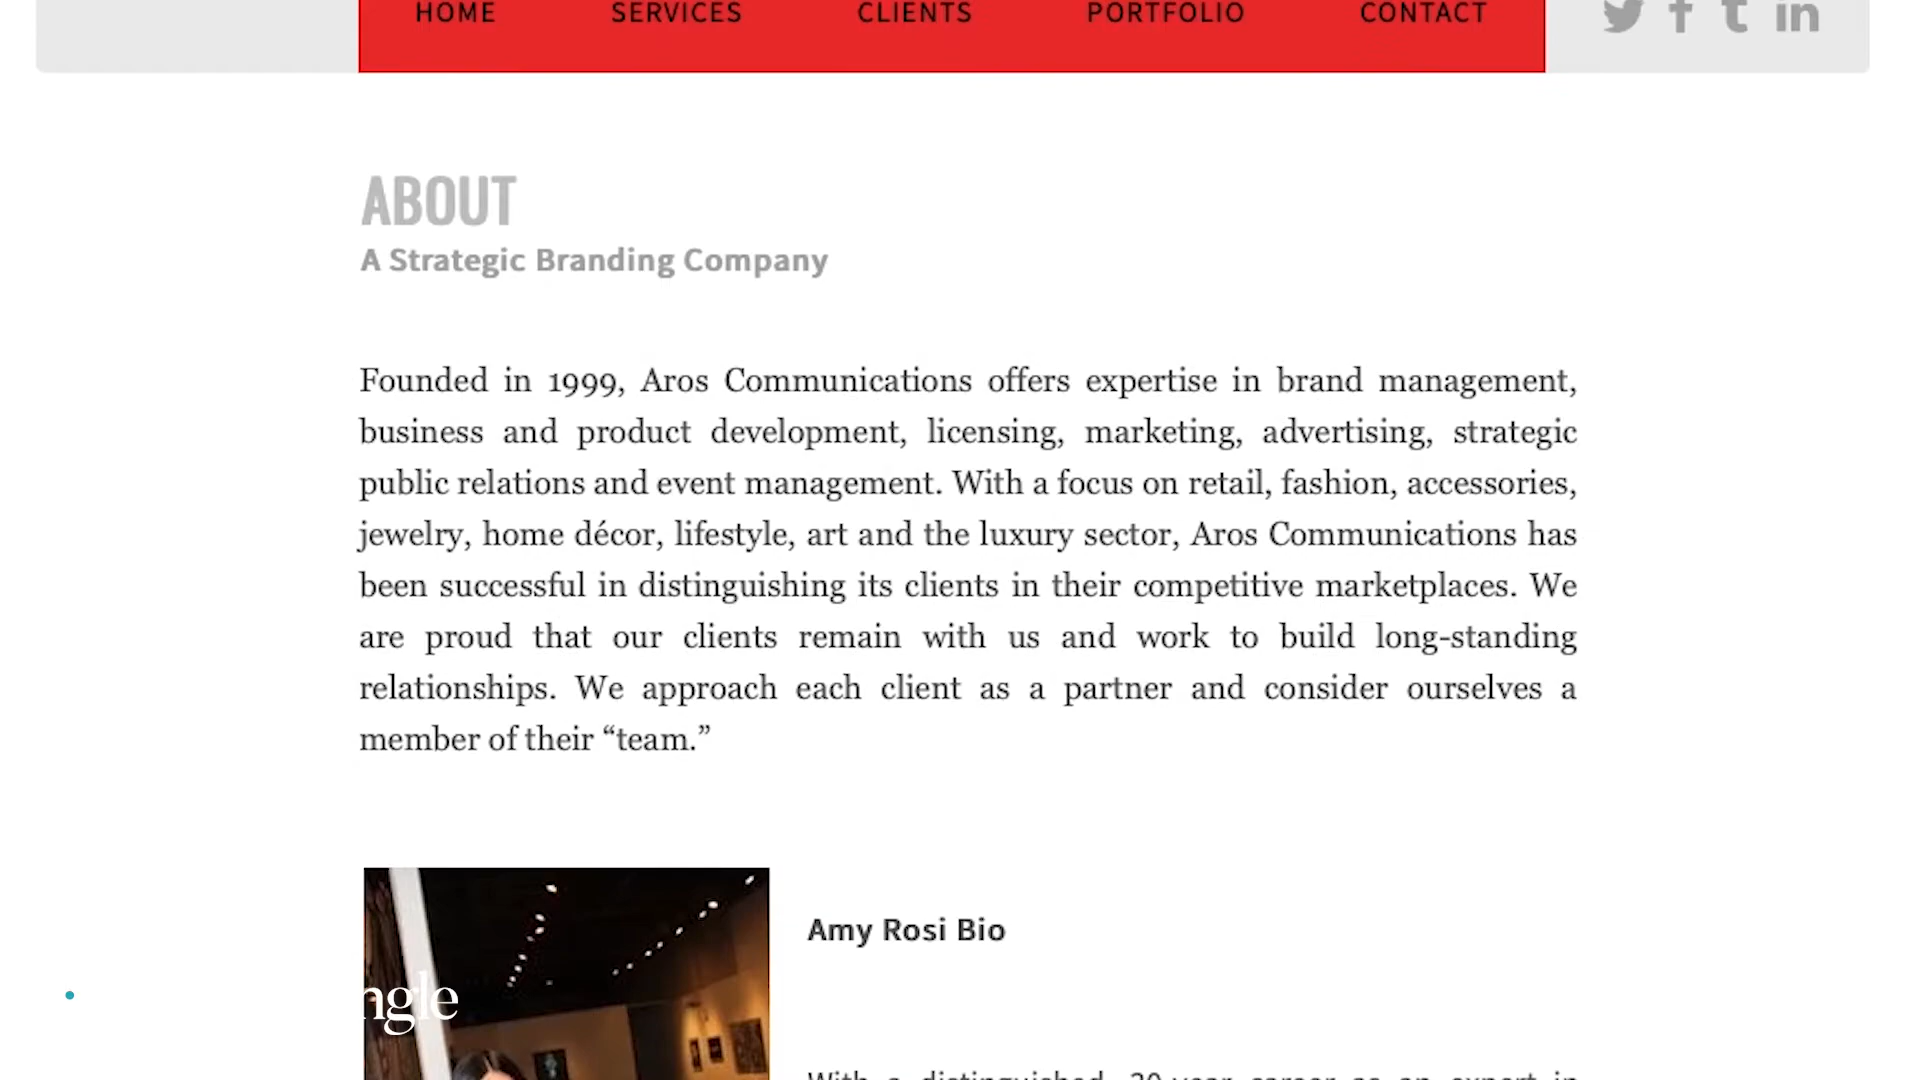 HOME SERVICES CLIENTS PORTFOLIO CONTACT
ABOUT
A Strategic Branding Company
Founded in 1999, Aros Communications offers expertise in brand management,
business and product development, licensing, marketing, advertising, strategic
public relations and event management. With a focus on retail, fashion, accessories,
jewelry, home décor, lifestyle, art and the luxury sector, Aros Communications has
been successful in distinguishing its clients in their competitive marketplaces. We
are proud that our clients remain with us and work to build long-standing
relationships. We approach each client as a partner and consider ourselves a
member of their “team.”
Amy Rosi Bio
ngle